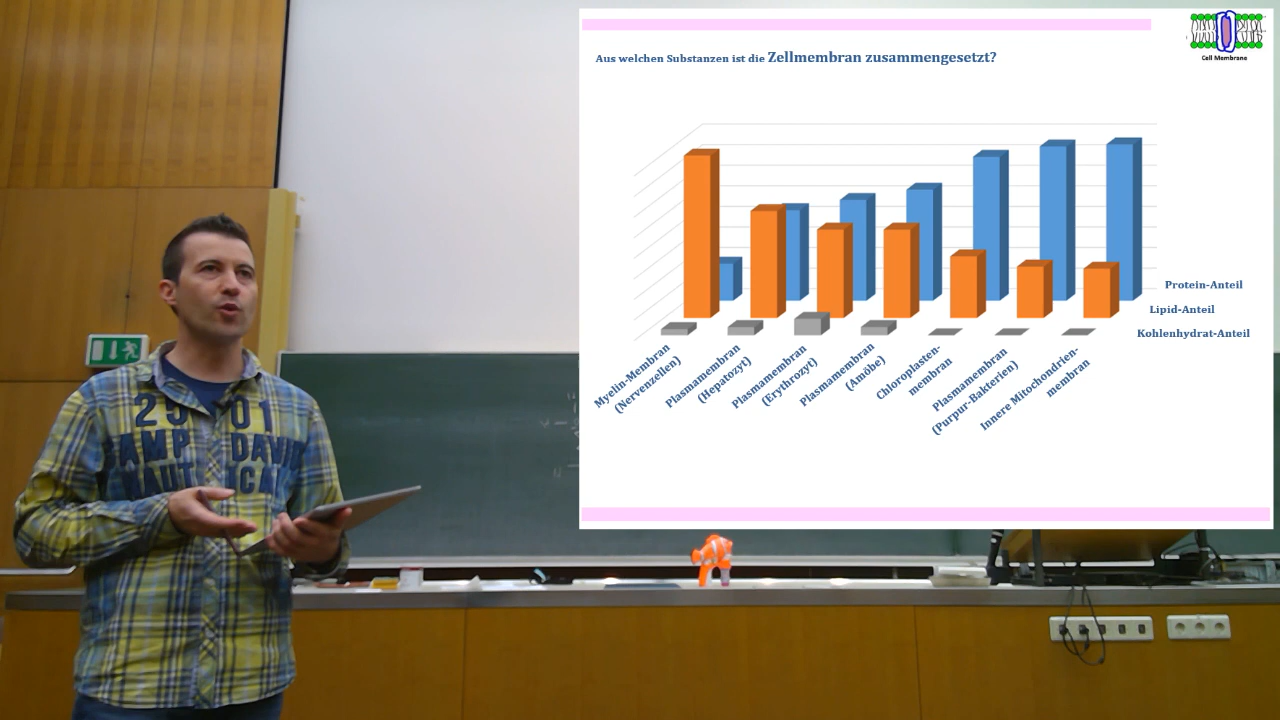 Cell Membrane
Aus welchen Substanzen ist die Zellmembran zusammengesetzt?
Protein-Anteil
Lipid-Anteil
Kohlenhydrat-Anteil
Myelin-Membran
(Nervenzellen)
Plasmamembran
(Hepatozyt)
Plasmamembran
(Erythrozyt)
Plasmamembran
(Amöbe)
Chloroplasten-
membran
Plasmamembran
(Purpur-Bakterien)
Innere Mitochondrien-
membran